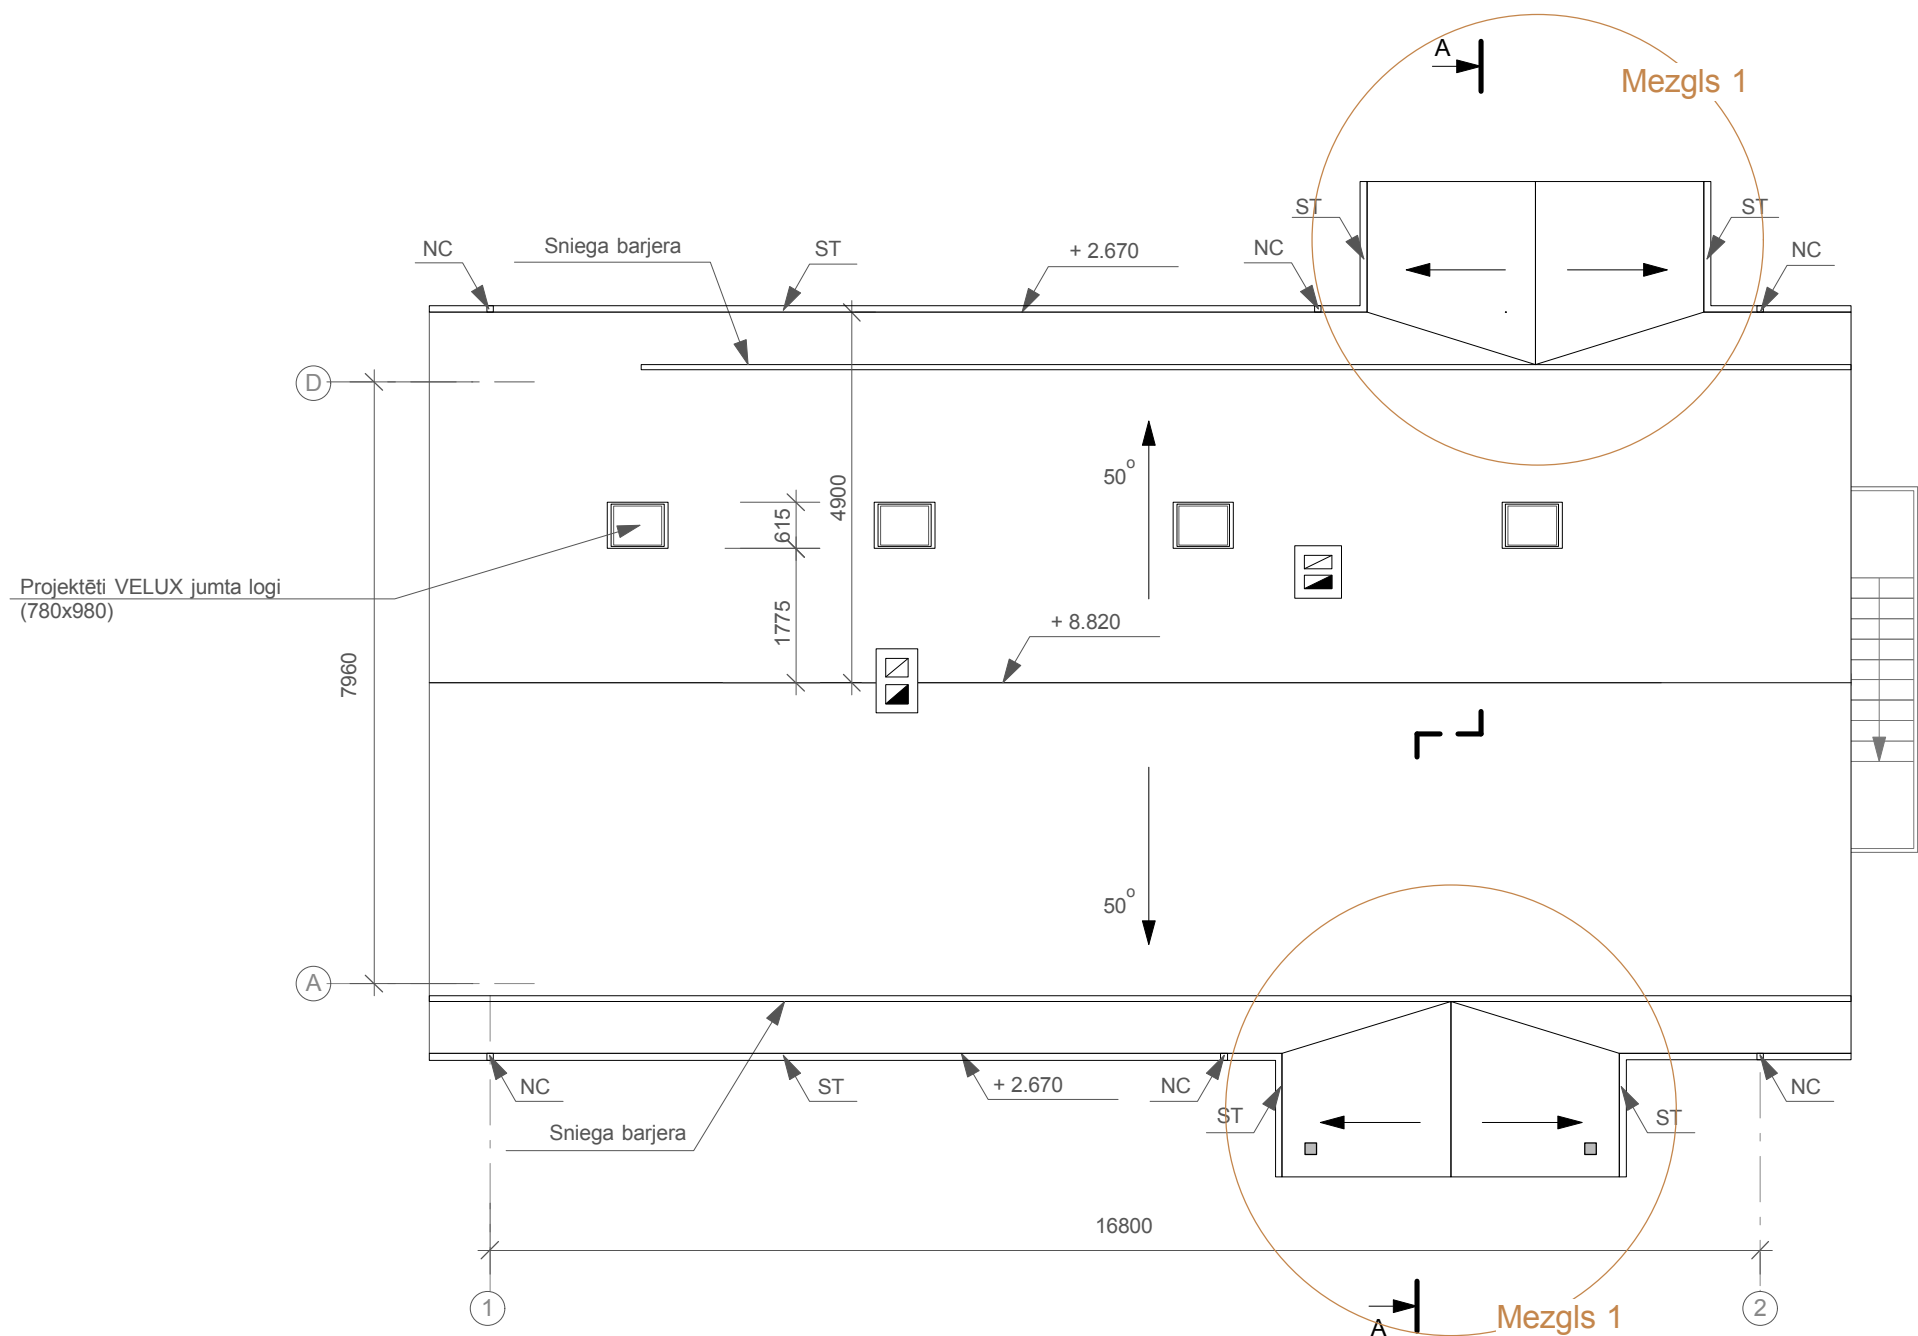 A
Mezgls 1
ST
ST
NC
Sniega barjera
ST
+ 2.670
NC
NC
D
50°
4900
615
Projektēti VELUX jumta logi
(780x980)
1775
+ 8.820
7960
50°
A
NC
ST
+ 2.670
NC
ST
ST
NC
Sniega barjera
16800
1
A
Mezgls 1
2